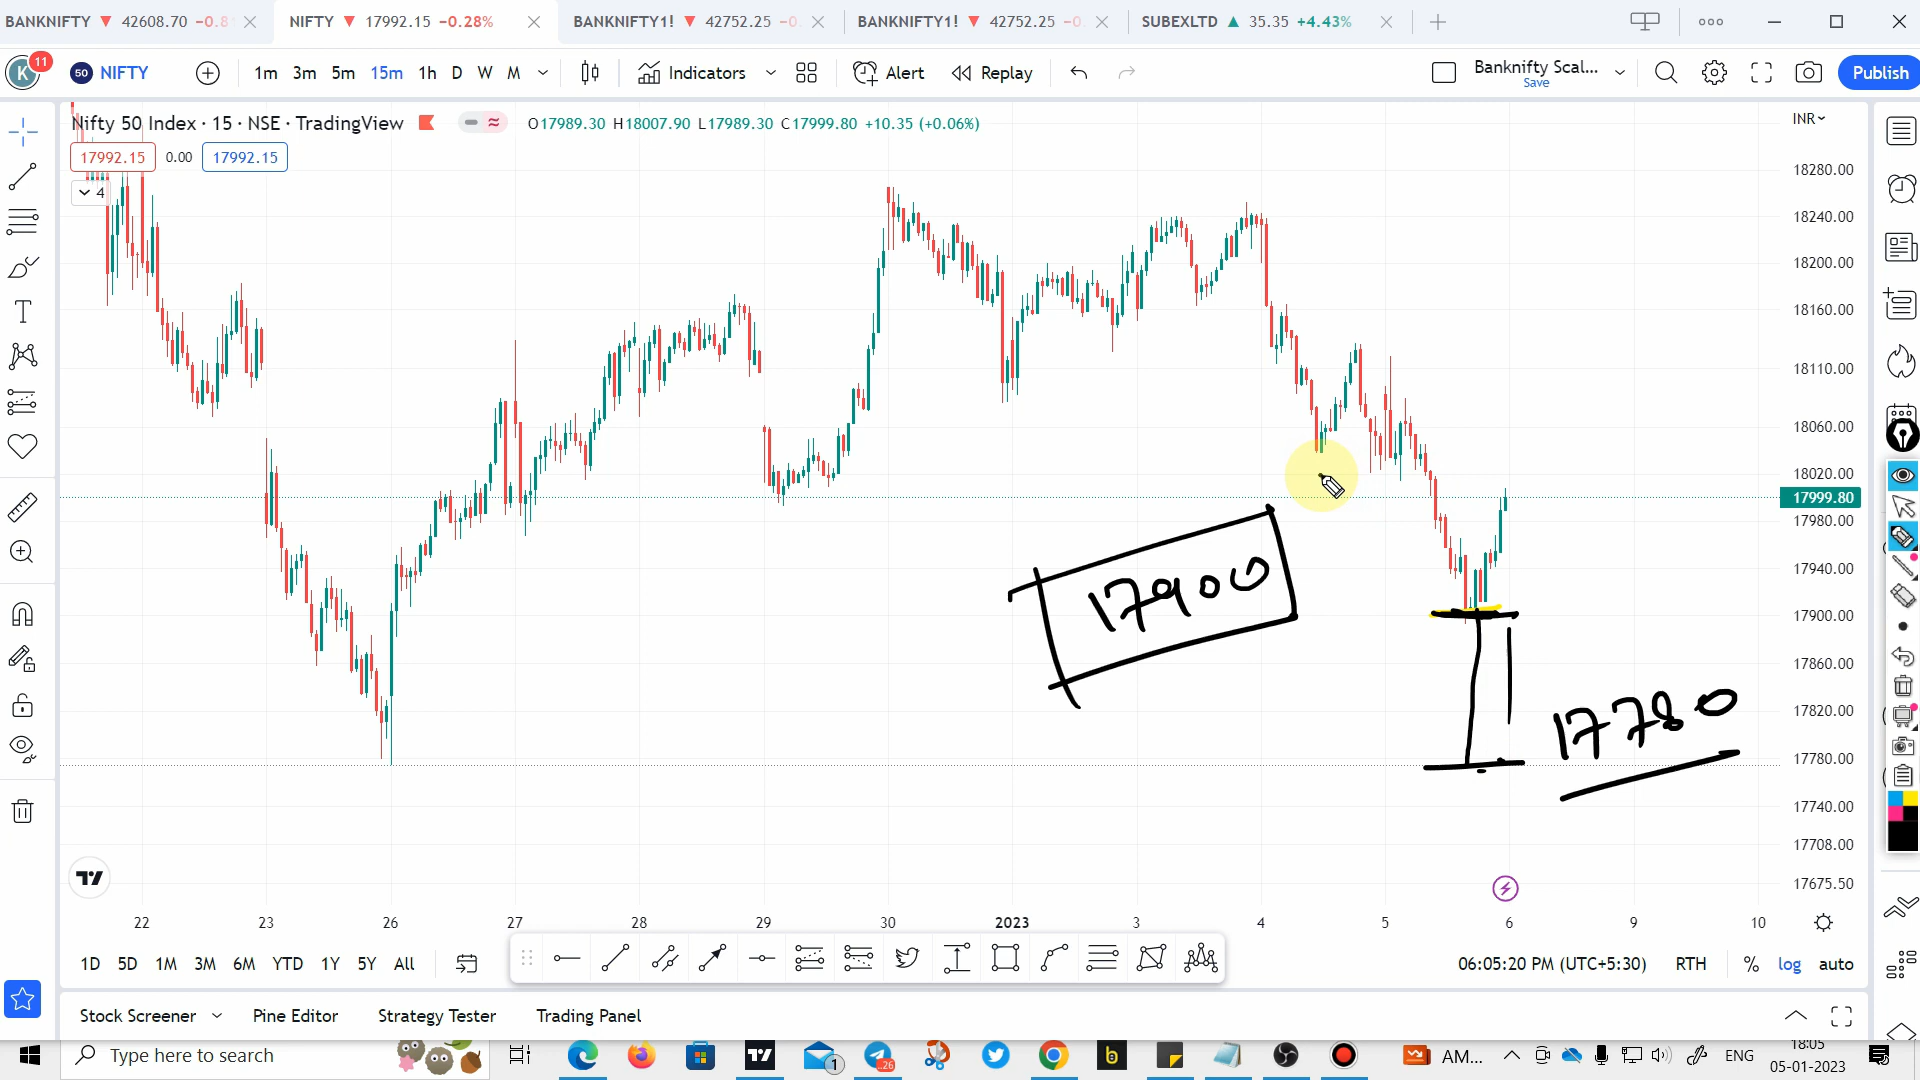 BANKNIFTY ▼ 42608.70 −0.8
NIFTY ▼ 17992.15 −0.28%
BANKNIFTY1! ▼ 42752.25 −0.
BANKNIFTY1! ▼ 42752.25 −0.
SUBEXLTD ▲ 35.35 +4.43%
K 11
50 NIFTY
1m 3m 5m 15m 1h D W M
Indicators
Alert
Replay
Banknifty Scal...
Save
Publish
Nifty 50 Index · 15 · NSE · TradingView
O17989.30 H18007.90 L17989.30 C17999.80 +10.35 (+0.06%)
INR
17992.15 0.00 17992.15
4
18280.00
18240.00
18200.00
18160.00
18110.00
18060.00
18020.00
17999.80
17980.00
17940.00
17900.00
17860.00
17820.00
17780.00
17740.00
17708.00
17675.50
17900
17780
22 23 26 27 28 29 30 2023 3 4 5 6 9 10
1D 5D 1M 3M 6M YTD 1Y 5Y All
06:05:20 PM (UTC+5:30) RTH % log auto
Stock Screener Pine Editor Strategy Tester Trading Panel
Type here to search
1
26
b
AM...
ENG
18:05
05-01-2023